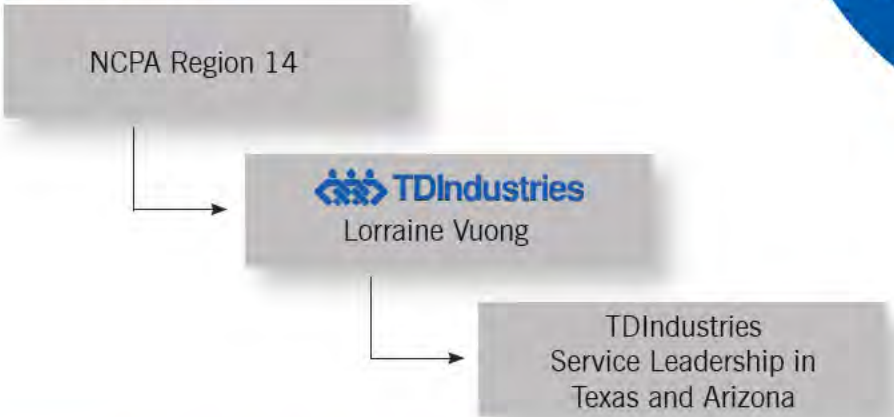 NCPA Region 14
TDIndustries
Lorraine Vuong
TDIndustries
Service Leadership in
Texas and Arizona